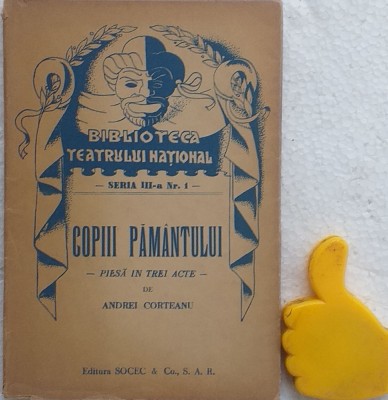 BIBLIOTECA
TEATRULUI NAȚIONAL
— SERIA III-a Nr. 1 —
COPIII PĂMÂNTULUI
— PIESĂ IN TREI ACTE —
DE
ANDREI CORTEANU
Editura SOCEC & Co., S. A. R.